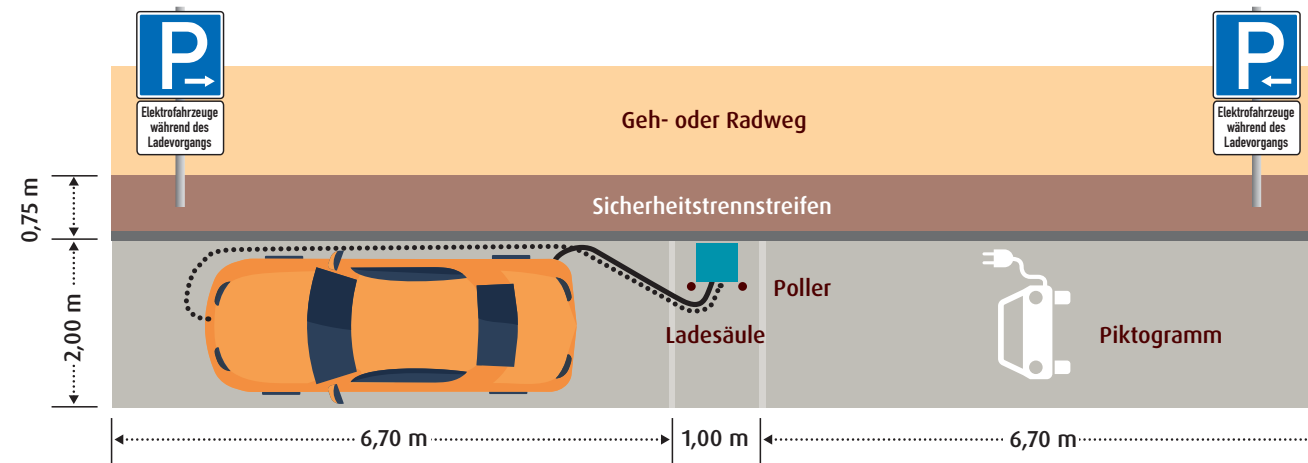 P
Elektrofahrzeuge
während des
Ladevorgangs
P
Elektrofahrzeuge
während des
Ladevorgangs
Geh- oder Radweg
0,75 m
Sicherheitstrennstreifen
2,00 m
Poller
Ladesäule
Piktogramm
6,70 m
1,00 m
6,70 m